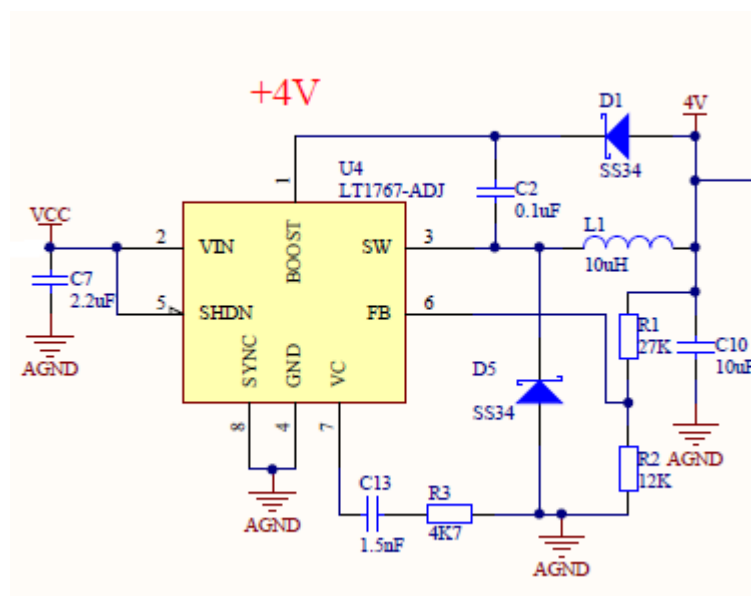 +4V
D1
4V
SS34
1
U4
LT1767-ADJ
C2
0.1uF
VCC
2
VIN
BOOST
SW
3
L1
10uH
C7
2.2uF
5
SHDN
FB
6
R1
27K
C10
10uF
AGND
SYNC
GND
VC
D5
SS34
8
4
7
R2
12K
AGND
AGND
C13
1.5nF
R3
4K7
AGND